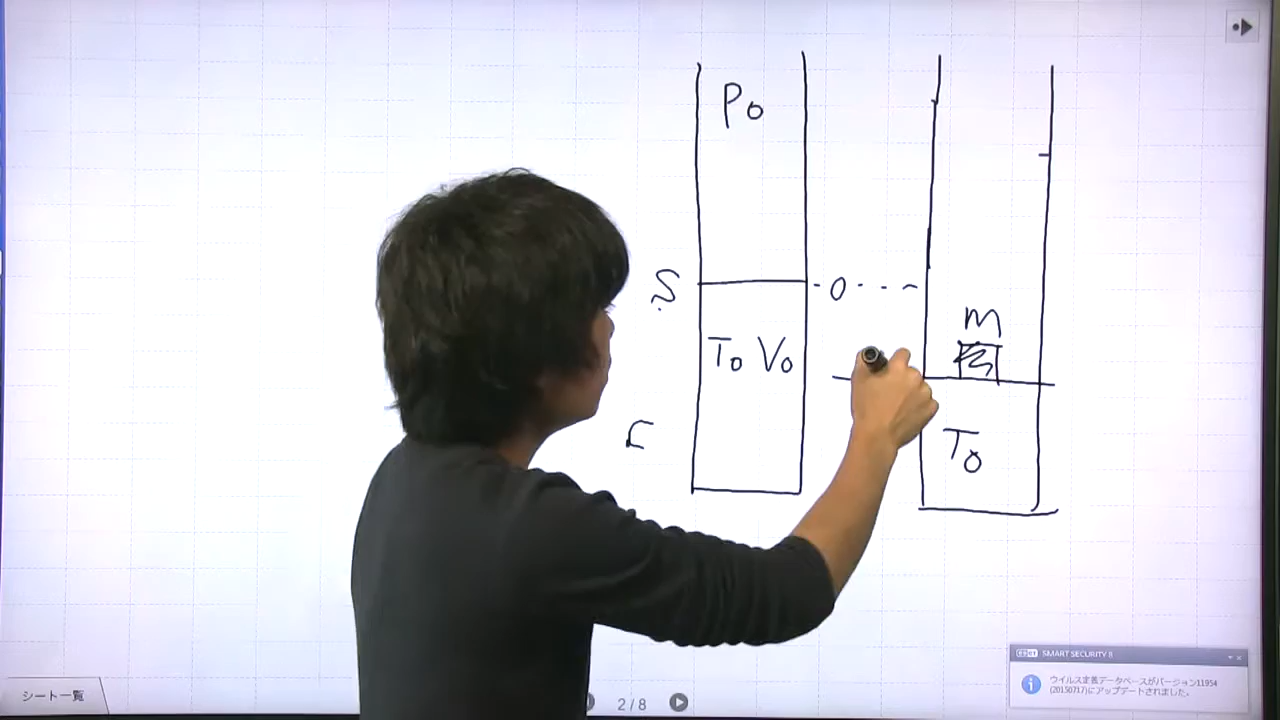 P₀
S
0
m
T₀ V₀
T₀
SMART SECURITY 8
ウイルス定義データベースがバージョン11954
(20150717)にアップデートされました。
シート一覧
2/8